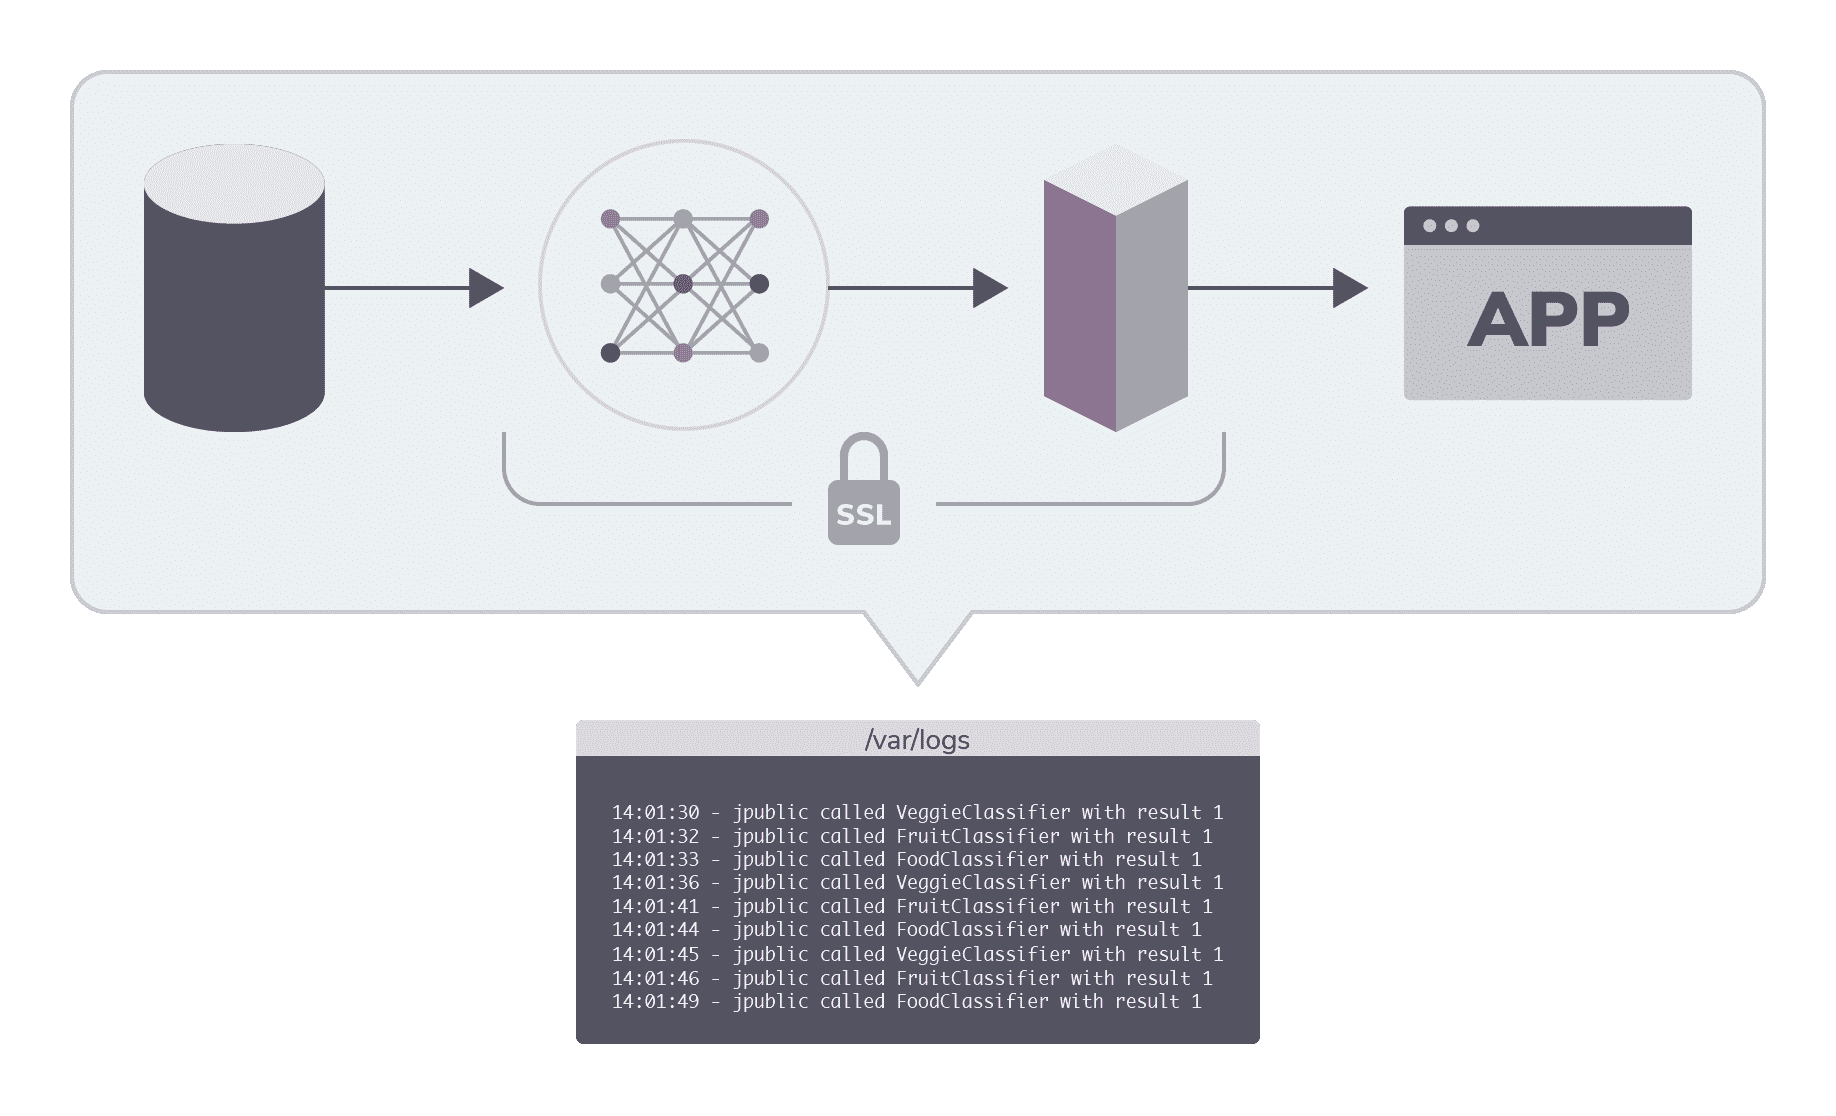 APP
SSL
/var/logs
14:01:30 - jpublic called VeggieClassifier with result 1
14:01:32 - jpublic called FruitClassifier with result 1
14:01:33 - jpublic called FoodClassifier with result 1
14:01:36 - jpublic called VeggieClassifier with result 1
14:01:41 - jpublic called FruitClassifier with result 1
14:01:44 - jpublic called FoodClassifier with result 1
14:01:45 - jpublic called VeggieClassifier with result 1
14:01:46 - jpublic called FruitClassifier with result 1
14:01:49 - jpublic called FoodClassifier with result 1